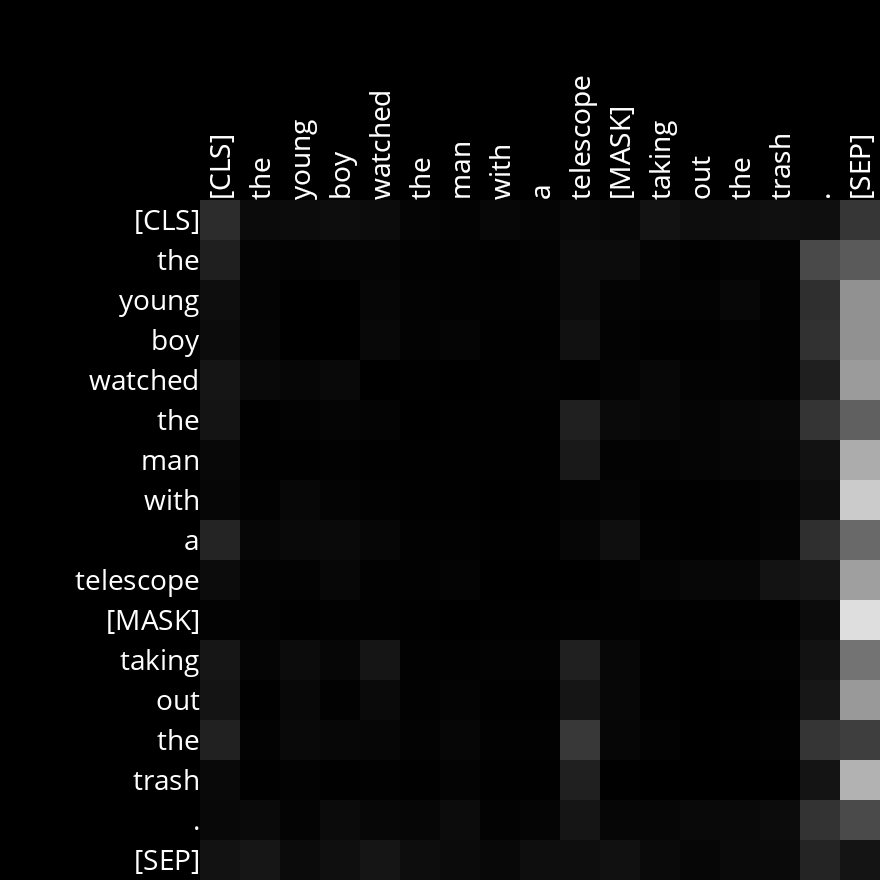 [CLS] the young boy watched the man with a telescope [MASK] taking out the trash . [SEP]
[CLS]
the
young
boy
watched
the
man
with
a
telescope
[MASK]
taking
out
the
trash
.
[SEP]